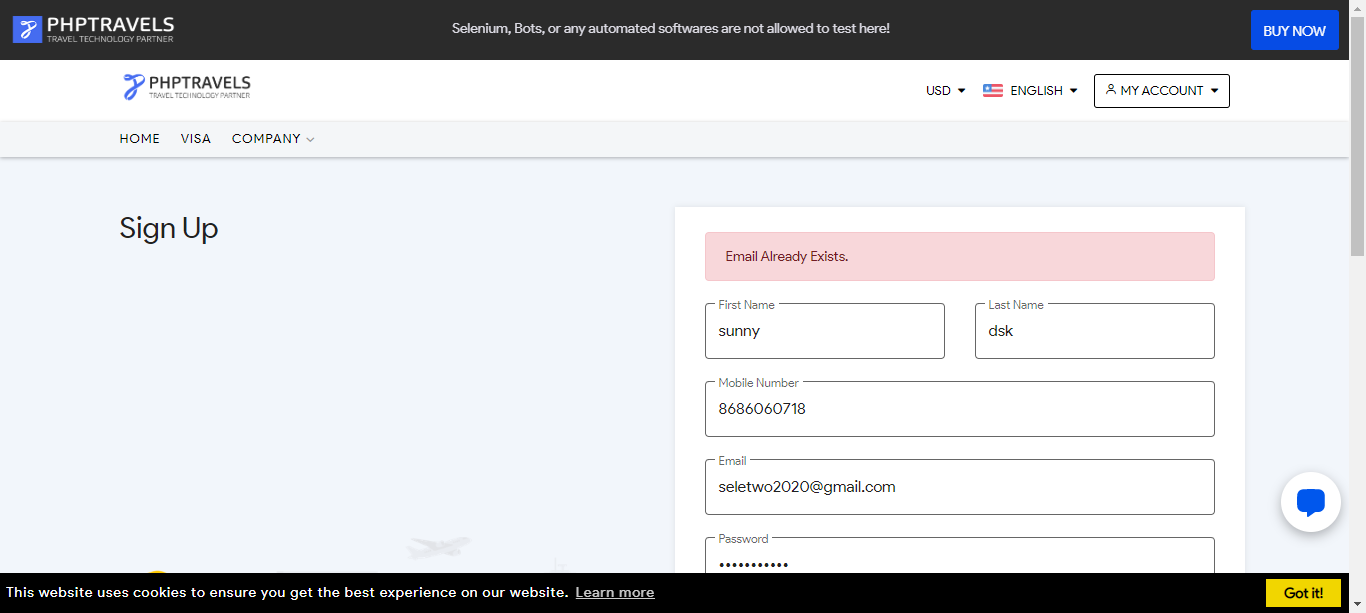 PHPTRAVELS
TRAVEL TECHNOLOGY PARTNER
Selenium, Bots, or any automated softwares are not allowed to test here!
BUY NOW
PHPTRAVELS
TRAVEL TECHNOLOGY PARTNER
USD
ENGLISH
MY ACCOUNT
HOME
VISA
COMPANY
Sign Up
Email Already Exists.
First Name
sunny
Last Name
dsk
Mobile Number
8686060718
Email
seletwo2020@gmail.com
Password
•••••••••••
This website uses cookies to ensure you get the best experience on our website. Learn more
Got it!